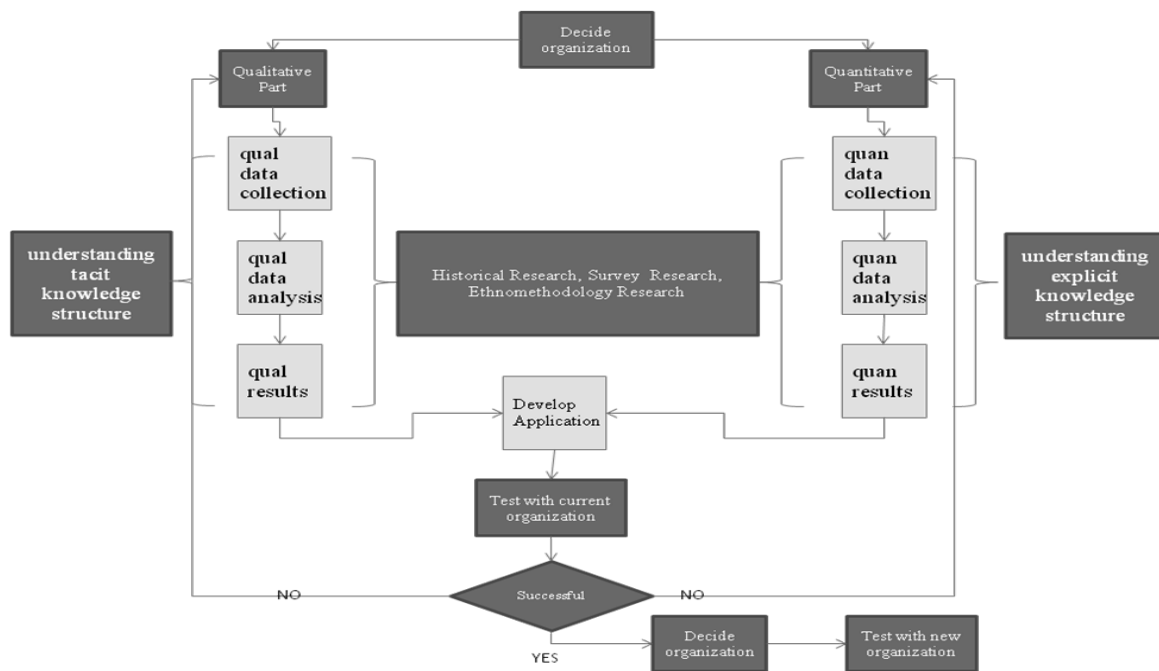 Decide
organization
Qualitative
Part
Quantitative
Part
qual
data
collection
quan
data
collection
understanding
tacit
knowledge
structure
qual
data
analysis
Historical Research, Survey Research,
Ethnomethodology Research
quan
data
analysis
understanding
explicit
knowledge
structure
qual
results
quan
results
Develop
Application
Test with current
organization
NO
Successful
NO
YES
Decide
organization
Test with new
organization